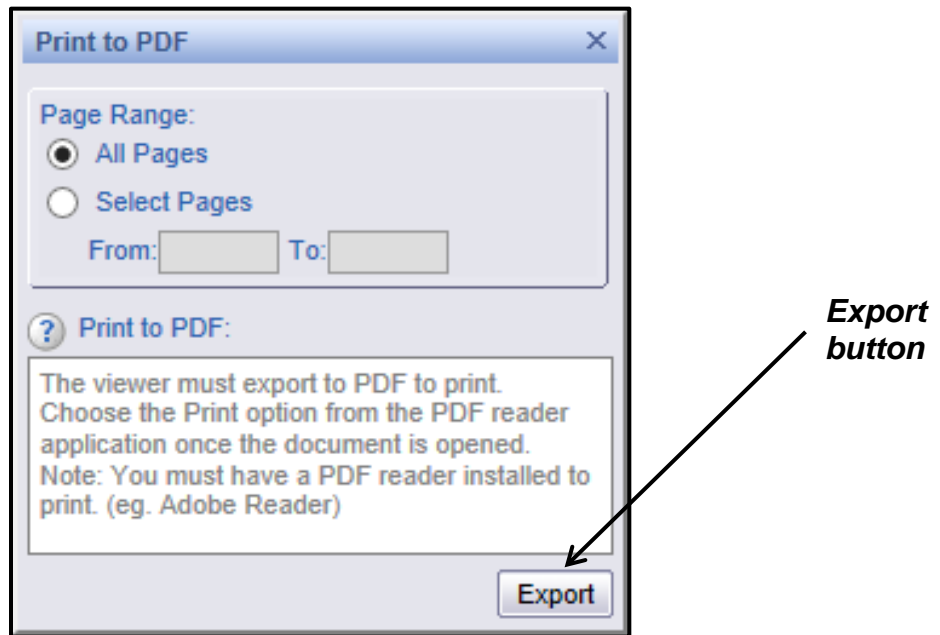 Print to PDF
Page Range:
All Pages
Select Pages
From: To:
? Print to PDF:
The viewer must export to PDF to print.
Choose the Print option from the PDF reader
application once the document is opened.
Note: You must have a PDF reader installed to
print. (eg. Adobe Reader)
Export
Export
button